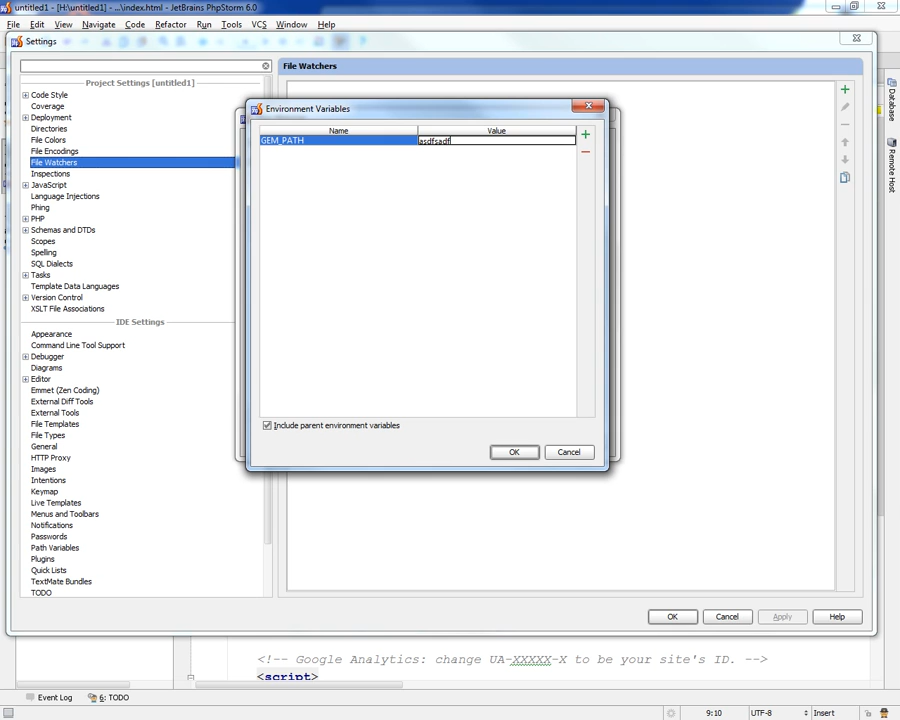 untitled1 - [H:\untitled1] - ...\index.html - JetBrains PhpStorm 6.0
File Edit View Navigate Code Refactor Run Tools VCS Window Help
Settings
Project Settings [untitled1]
Code Style
Coverage
Deployment
Directories
File Colors
File Encodings
File Watchers
Inspections
JavaScript
Language Injections
Phing
PHP
Schemas and DTDs
Scopes
Spelling
SQL Dialects
Tasks
Template Data Languages
Version Control
XSLT File Associations
IDE Settings
Appearance
Command Line Tool Support
Debugger
Diagrams
Editor
Emmet (Zen Coding)
External Diff Tools
External Tools
File Templates
File Types
General
HTTP Proxy
Images
Intentions
Keymap
Live Templates
Menus and Toolbars
Notifications
Passwords
Path Variables
Plugins
Quick Lists
TextMate Bundles
TODO
File Watchers
Environment Variables
Name Value
GEM_PATH asdfsadf
Include parent environment variables
OK Cancel
OK Cancel Apply Help
Database
Remote Host
<!-- Google Analytics: change UA-XXXXX-X to be your site's ID. -->
<script>
Event Log 6: TODO
9:10 UTF-8 Insert